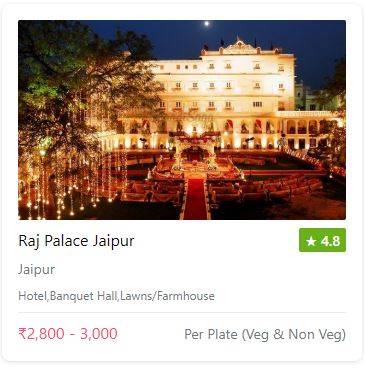 Raj Palace Jaipur
★ 4.8
Jaipur
Hotel,Banquet Hall,Lawns/Farmhouse
₹2,800 - 3,000
Per Plate (Veg & Non Veg)